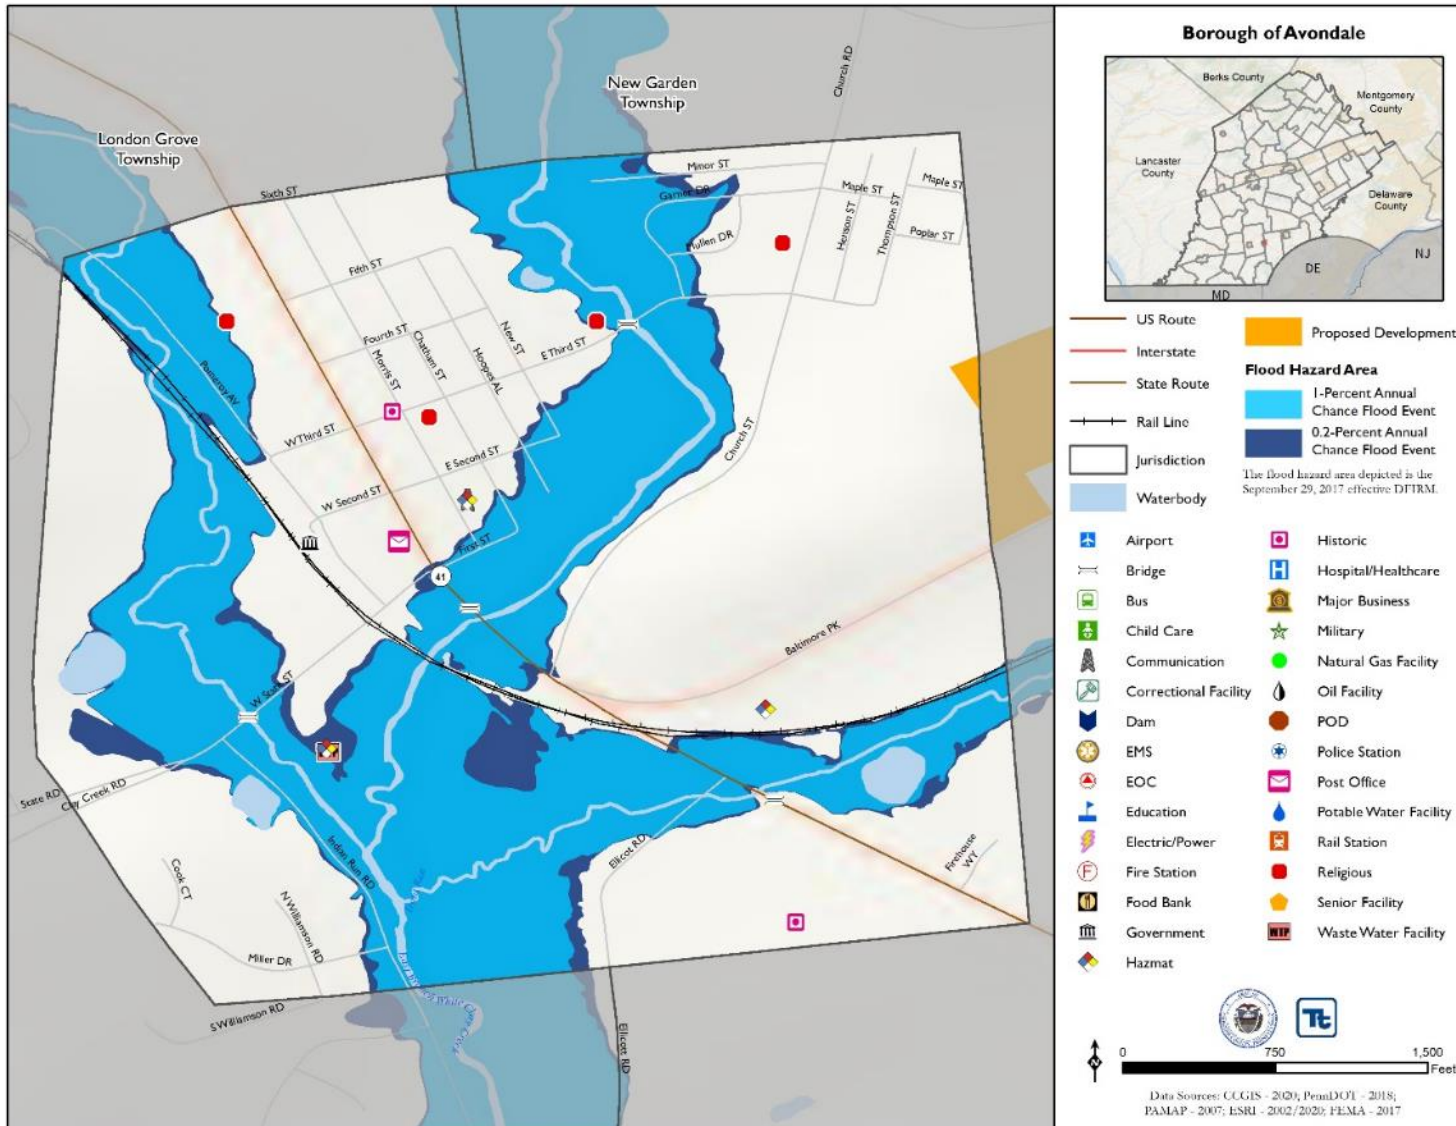 Borough of Avondale
Berks County
Montgomery
County
Lancaster
County
Delaware
County
NJ
DE
MD
US Route
Interstate
State Route
Rail Line
Jurisdiction
Waterbody
Proposed Development
Flood Hazard Area
1-Percent Annual
Chance Flood Event
0.2-Percent Annual
Chance Flood Event
The flood hazard area depicted is the
September 29, 2017 effective DFIRM.
Airport
Bridge
Bus
Child Care
Communication
Correctional Facility
Dam
EMS
EOC
Education
Electric/Power
F
Fire Station
Food Bank
Government
Hazmat
Historic
H
Hospital/Healthcare
Major Business
Military
Natural Gas Facility
Oil Facility
POD
Police Station
Post Office
Potable Water Facility
Rail Station
Religious
Senior Facility
WTP
Waste Water Facility
Tt
N
0
750
1,500
Feet
Data Sources: CCGIS - 2020; PennDOT - 2018;
PAMAP - 2007; ESRI - 2002/2020; FEMA - 2017
New Garden
Township
London Grove
Township
Church RD
Sixth ST
Minor ST
Garner DR
Maple ST
Maple ST
Mullen DR
Henson ST
Thompson ST
Poplar ST
Fifth ST
Fourth ST
Morris ST
Chatham ST
Hoopes AL
New ST
E Third ST
Pomeroy AV
W Third ST
E Second ST
W Second ST
Church ST
First ST
41
Baltimore PK
W State ST
State RD
Clay Creek RD
Indian Run RD
Cook CT
N Williamson RD
Miller DR
S Williamson RD
Ellicot RD
Firehouse
WY
Ellicott RD